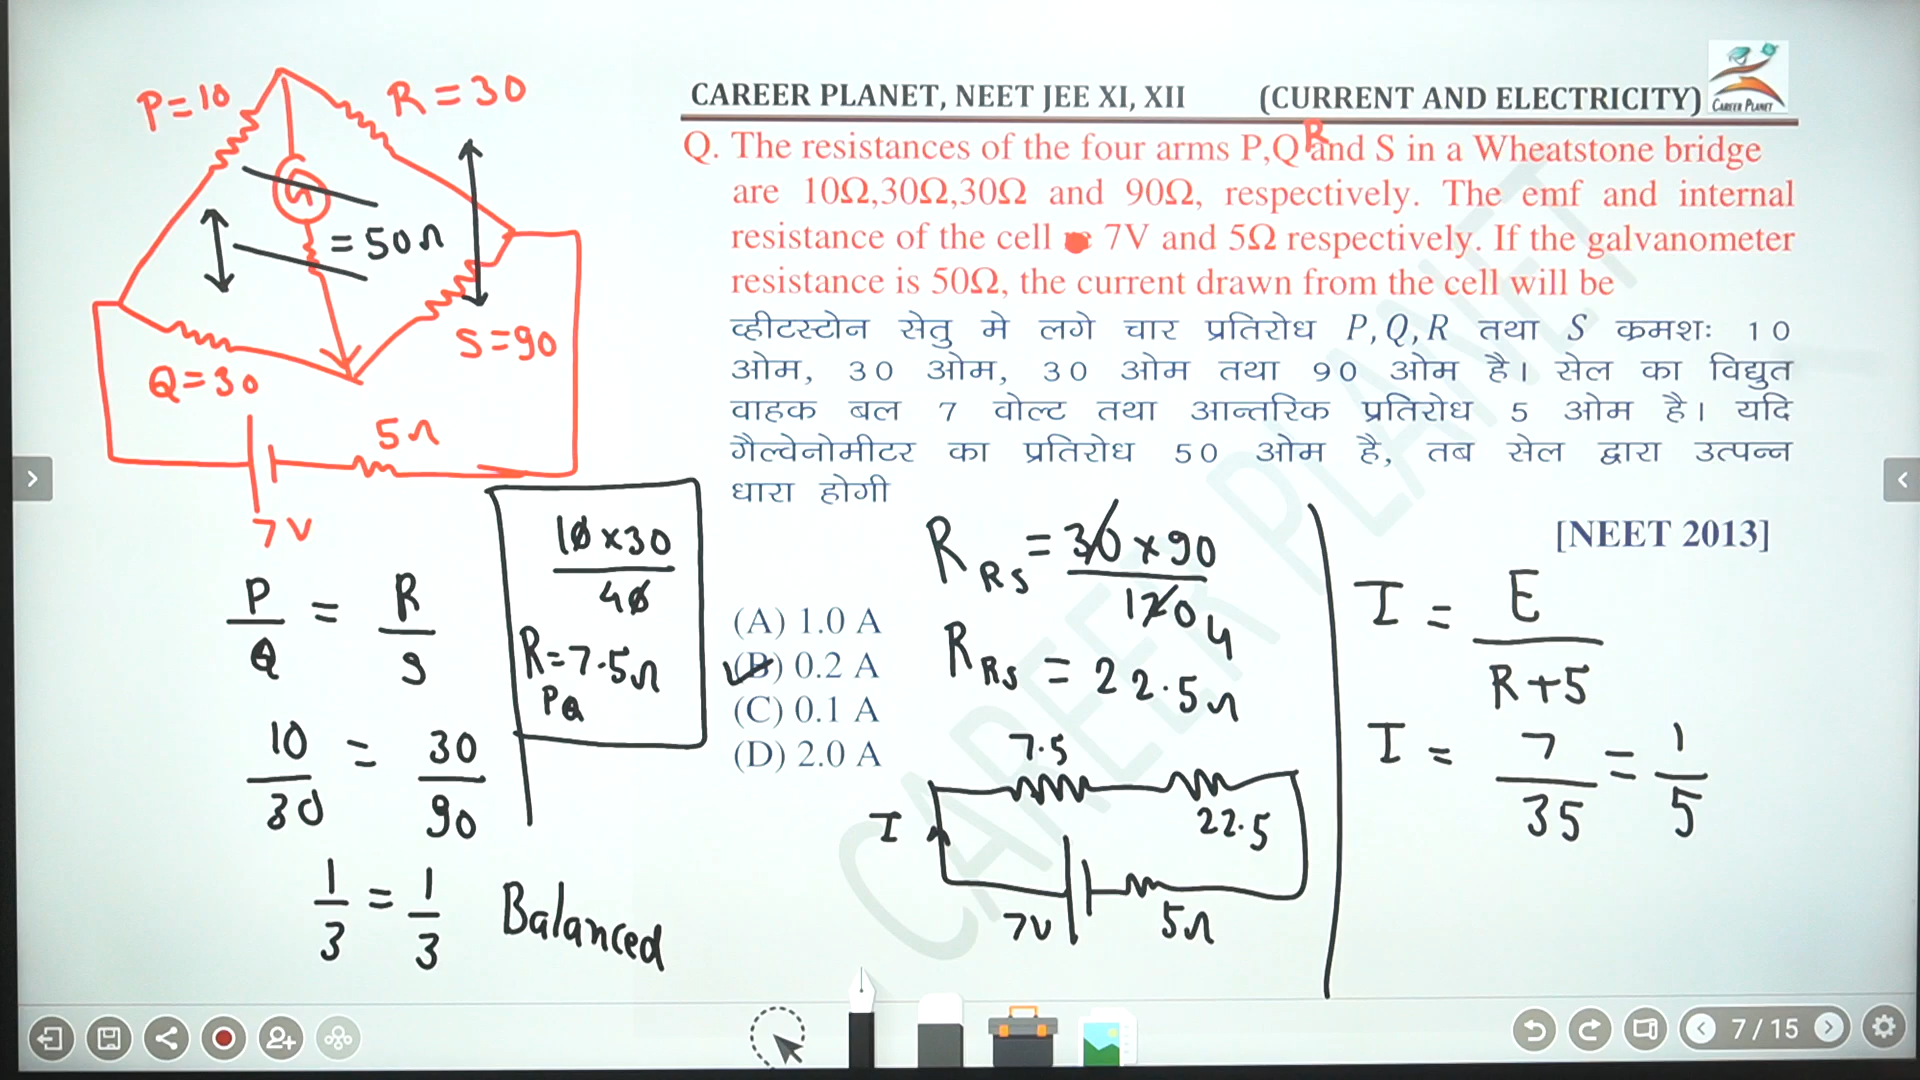 CAREER PLANET, NEET JEE XI, XII (CURRENT AND ELECTRICITY)
CAREER PLANET
Q. The resistances of the four arms P,Q R and S in a Wheatstone bridge
are 10Ω,30Ω,30Ω and 90Ω, respectively. The emf and internal
resistance of the cell 7V and 5Ω respectively. If the galvanometer
resistance is 50Ω, the current drawn from the cell will be
व्हीटस्टोन सेतु मे लगे चार प्रतिरोध P,Q,R तथा S क्रमशः 10
ओम, 30 ओम, 30 ओम तथा 90 ओम है। सेल का विद्युत
वाहक बल 7 वोल्ट तथा आन्तरिक प्रतिरोध 5 ओम है। यदि
गैल्वेनोमीटर का प्रतिरोध 50 ओम है, तब सेल द्वारा उत्पन्न
धारा होगी
[NEET 2013]
(A) 1.0 A
(B) 0.2 A
(C) 0.1 A
(D) 2.0 A
P=10
R=30
G
=50Ω
Q=30
S=90
5Ω
7V
P/Q = R/S
10/30 = 30/90
1/3 = 1/3 Balanced
10×30/40
R=7.5Ω
PQ
R RS = 30×90/120 4
R RS = 22.5Ω
7.5
22.5
I
7V
5Ω
I = E/R+5
I = 7/35 = 1/5
CAREER PLANET
7/15